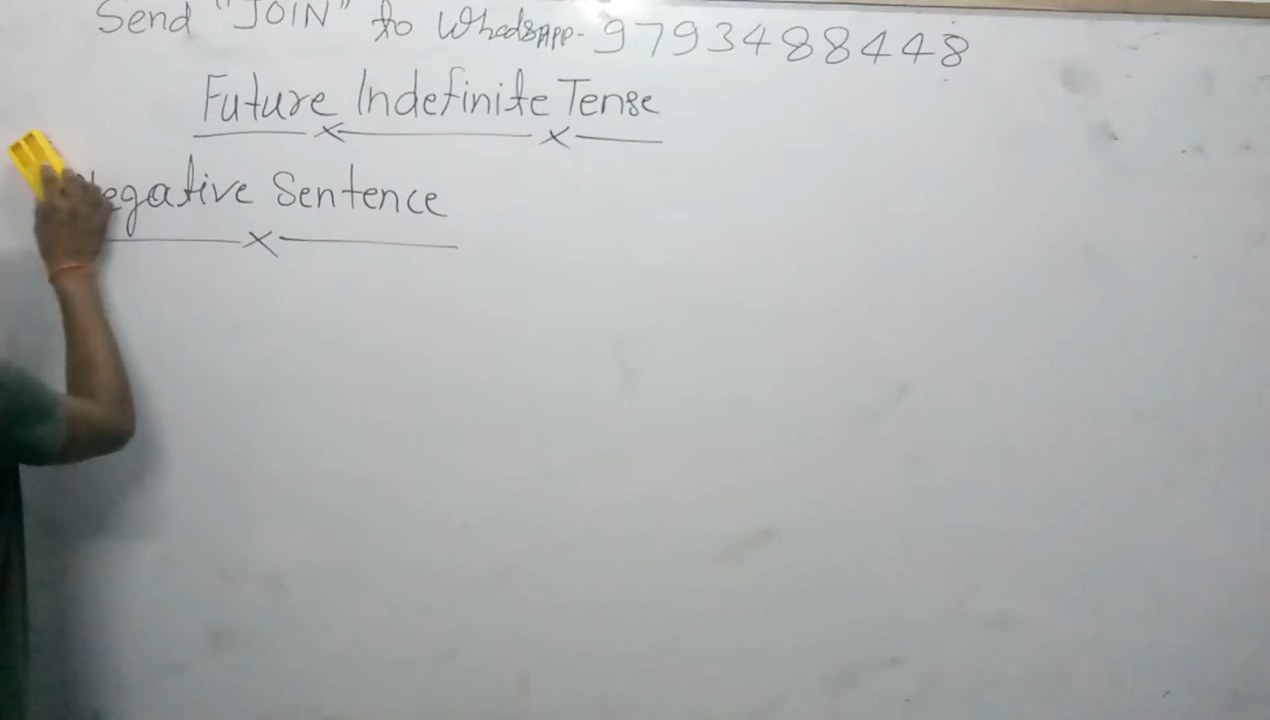 Send "JOIN" to WhatsApp- 9793488448
Future Indefinite Tense
Negative Sentence